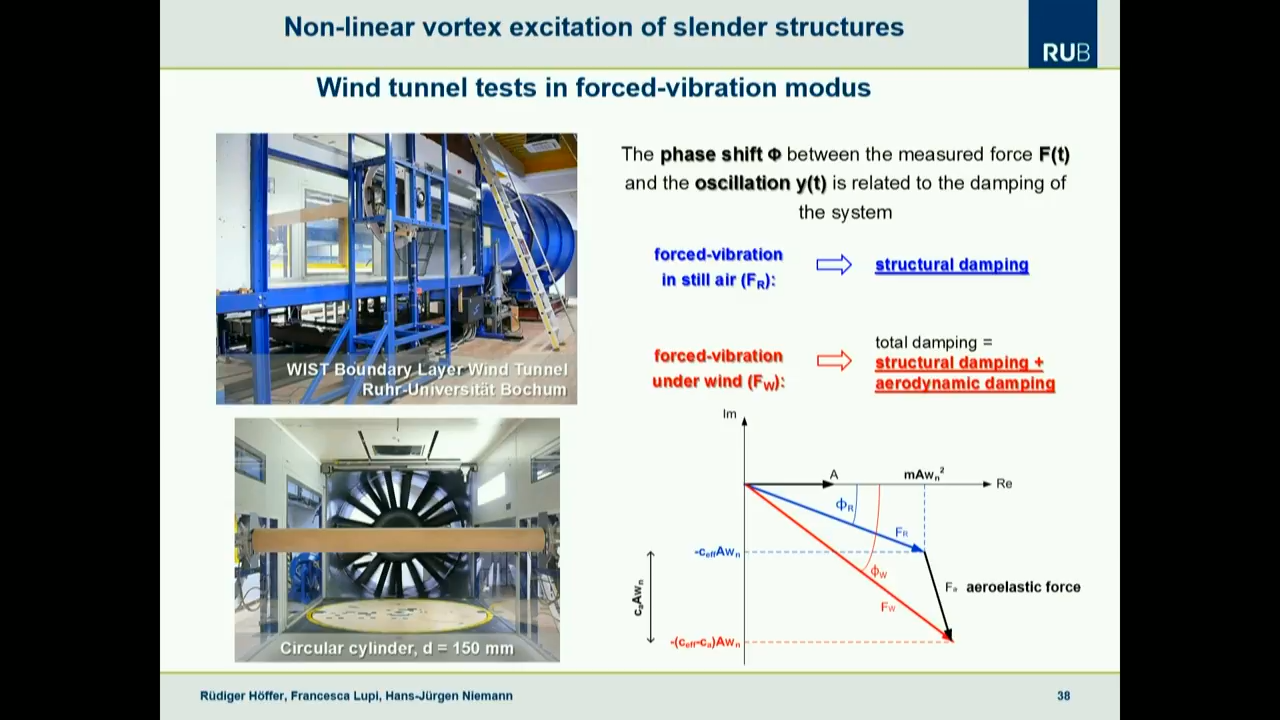 Non-linear vortex excitation of slender structures
RUB
Wind tunnel tests in forced-vibration modus
WIST Boundary Layer Wind Tunnel
Ruhr-Universität Bochum
Circular cylinder, d = 150 mm
The phase shift Φ between the measured force F(t)
and the oscillation y(t) is related to the damping of
the system
forced-vibration
in still air (FR):
structural damping
forced-vibration
under wind (FW):
total damping =
structural damping +
aerodynamic damping
Im
A
mAwn²
Re
ΦR
FR
-ceffAwn
ΦW
caAwn
Fa aeroelastic force
FW
-(ceff-ca)Awn
Rüdiger Höffer, Francesca Lupi, Hans-Jürgen Niemann
38